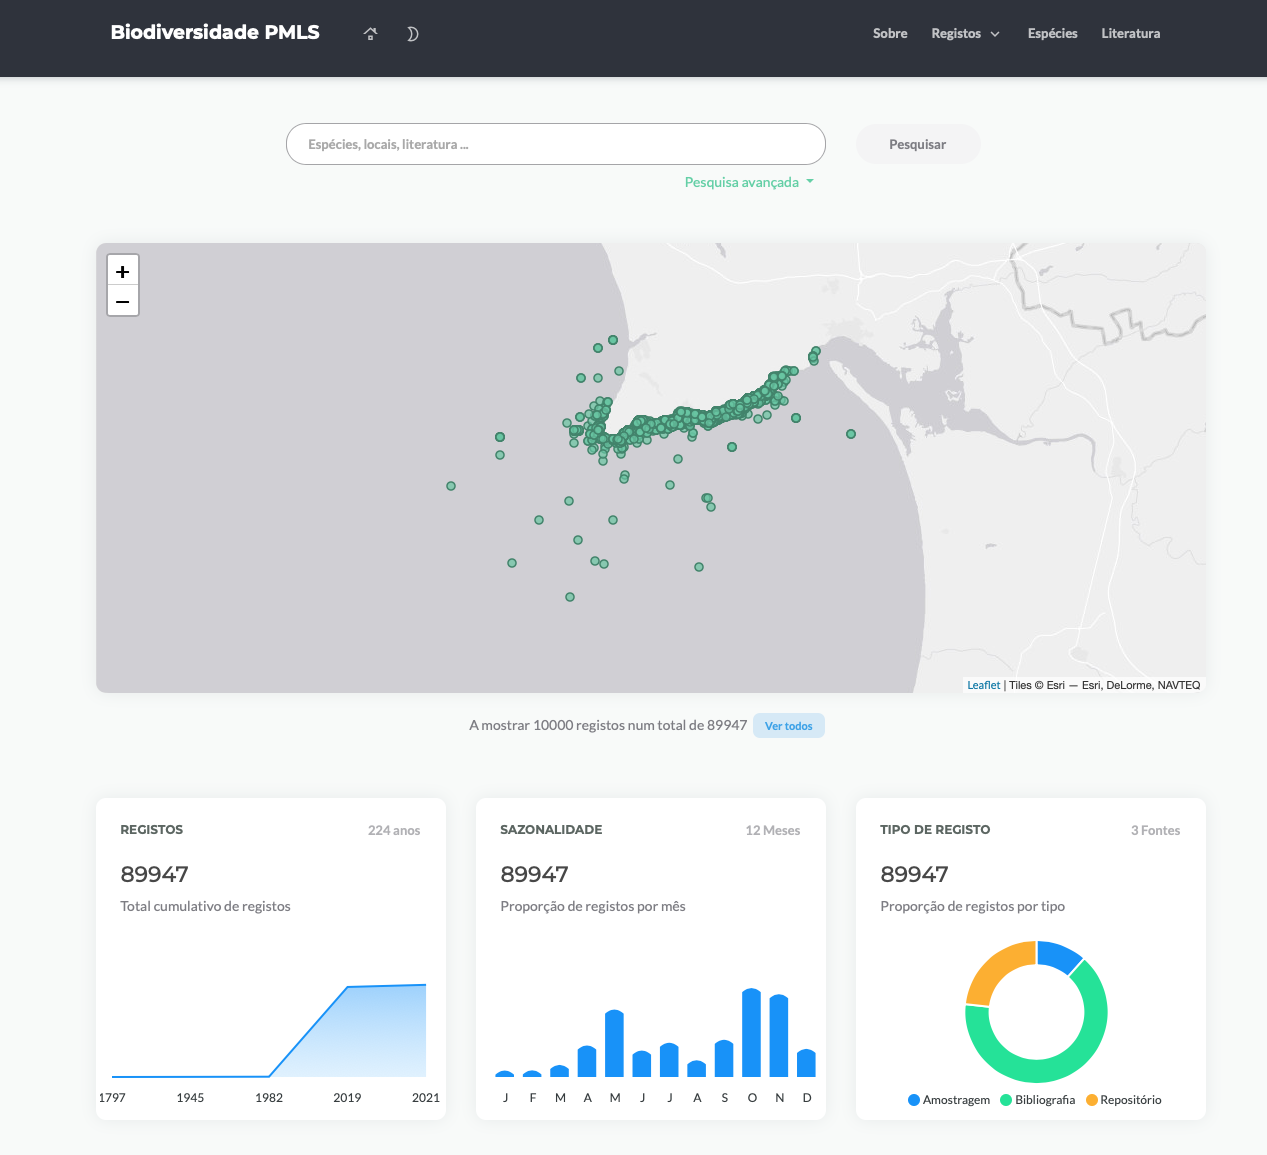 Biodiversidade PMLS
Sobre Registos Espécies Literatura
Espécies, locais, literatura ... Pesquisar
Pesquisa avançada
+
−
Leaflet | Tiles © Esri — Esri, DeLorme, NAVTEQ
A mostrar 10000 registos num total de 89947 Ver todos
REGISTOS 224 anos
89947
Total cumulativo de registos
1797 1945 1982 2019 2021
SAZONALIDADE 12 Meses
89947
Proporção de registos por mês
J F M A M J J A S O N D
TIPO DE REGISTO 3 Fontes
89947
Proporção de registos por tipo
Amostragem Bibliografia Repositório